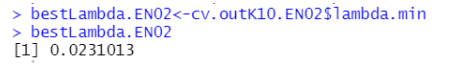 > bestLambda.EN02<-cv.outK10.EN02$lambda.min
> bestLambda.EN02
[1] 0.0231013